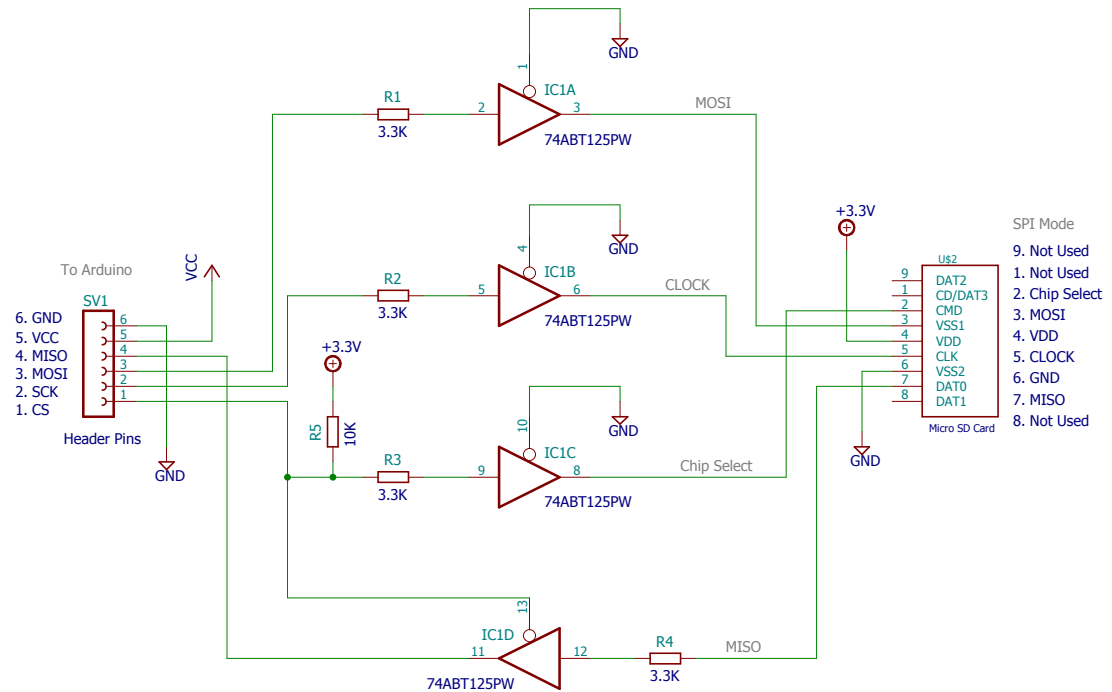 GND
1
IC1A
R1
2
3
MOSI
3.3K
74ABT125PW
+3.3V
SPI Mode
GND
4
IC1B
9. Not Used
To Arduino
VCC
R2
5
6
CLOCK
U$2
1. Not Used
3.3K
74ABT125PW
9
DAT2
2. Chip Select
1
CD/DAT3
3. MOSI
2
CMD
4. VDD
3
VSS1
5. CLOCK
4
VDD
6. GND
5
CLK
7. MISO
6
VSS2
8. Not Used
7
DAT0
8
DAT1
Micro SD Card
GND
SV1
6. GND
6
5. VCC
5
4. MISO
4
3. MOSI
3
2. SCK
2
1. CS
1
Header Pins
GND
+3.3V
R5
10K
GND
10
IC1C
R3
9
8
Chip Select
3.3K
74ABT125PW
13
IC1D
11
12
R4
MISO
3.3K
74ABT125PW